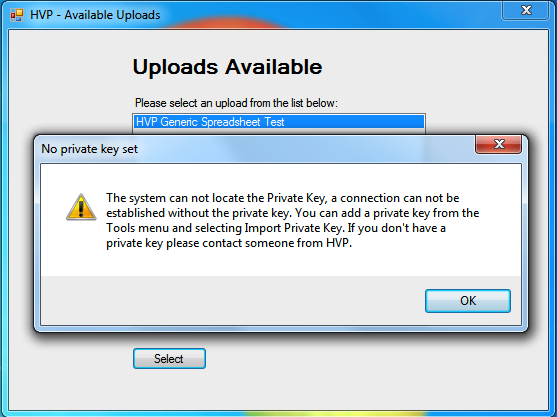 HVP - Available Uploads
Uploads Available
Please select an upload from the list below:
HVP Generic Spreadsheet Test
No private key set
The system can not locate the Private Key, a connection can not be
established without the private key. You can add a private key from the
Tools menu and selecting Import Private Key. If you don't have a
private key please contact someone from HVP.
OK
Select